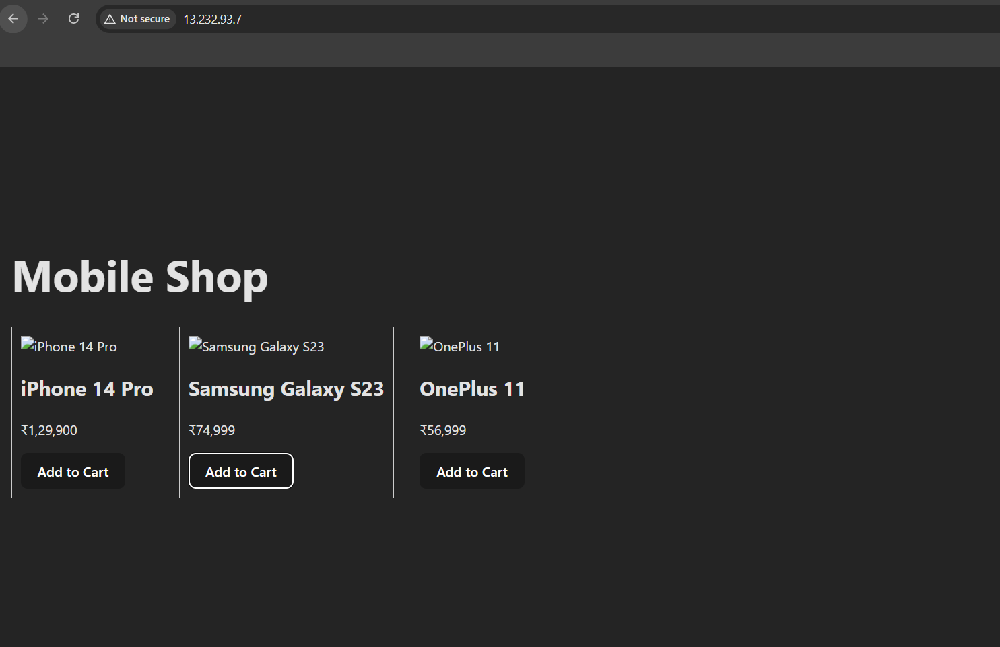 Not secure 13.232.93.7
Mobile Shop
iPhone 14 Pro
iPhone 14 Pro
₹1,29,900
Add to Cart
Samsung Galaxy S23
Samsung Galaxy S23
₹74,999
Add to Cart
OnePlus 11
OnePlus 11
₹56,999
Add to Cart